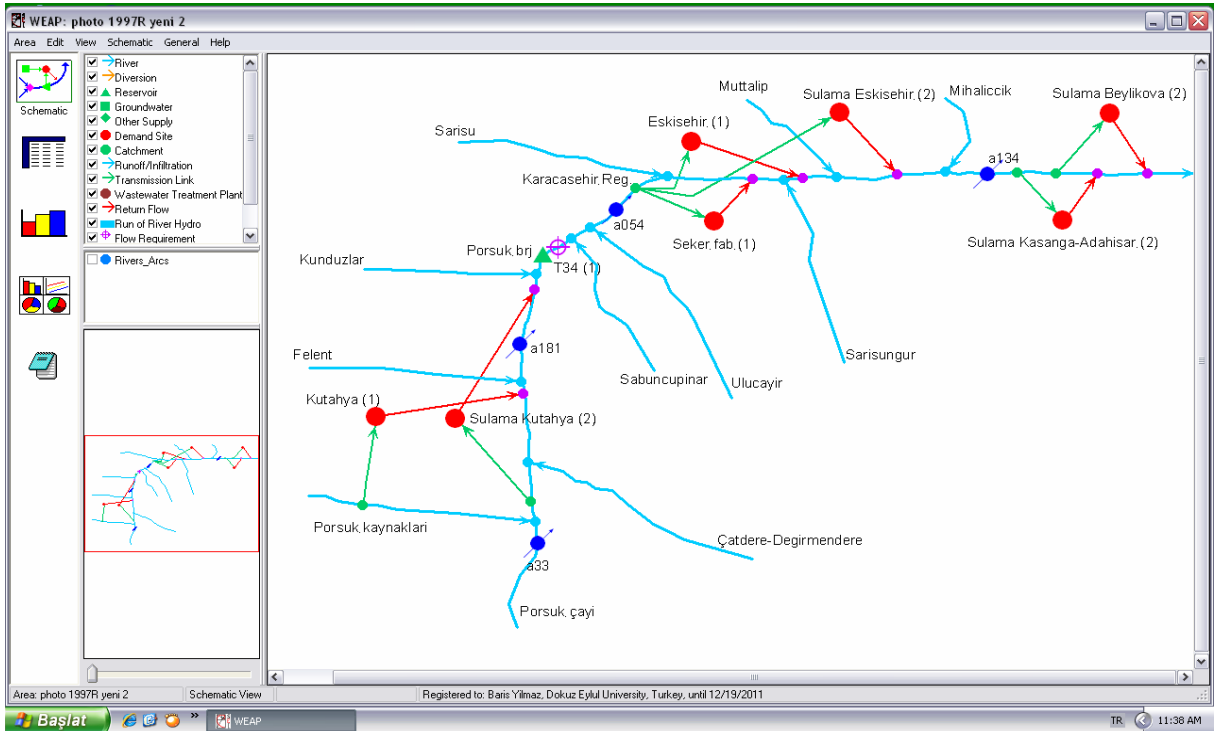 WEAP: photo 1997R yeni 2
Area Edit View Schematic General Help
Schematic
River
Diversion
Reservoir
Groundwater
Other Supply
Demand Site
Catchment
Runoff/Infiltration
Transmission Link
Wastewater Treatment Plant
Return Flow
Run of River Hydro
Flow Requirement
Rivers_Arcs
Muttalip
Sulama Eskisehir. (2)
Mihaliccik
Sulama Beylikova (2)
Sarisu
Eskisehir. (1)
a134
Karacasehir. Reg.
a054
Seker. fab. (1)
Sulama Kasanga-Adahisar. (2)
Porsuk. brj
T34 (1)
Kunduzlar
a181
Felent
Sarisungur
Sabuncupinar
Ulucayir
Kutahya (1)
Sulama Kutahya (2)
Porsuk. kaynaklari
Çatdere-Degirmendere
a33
Porsuk. çayi
Area: photo 1997R yeni 2 Schematic View Registered to: Baris Yilmaz, Dokuz Eylul University, Turkey, until 12/19/2011
Başlat » WEAP TR 11:38 AM